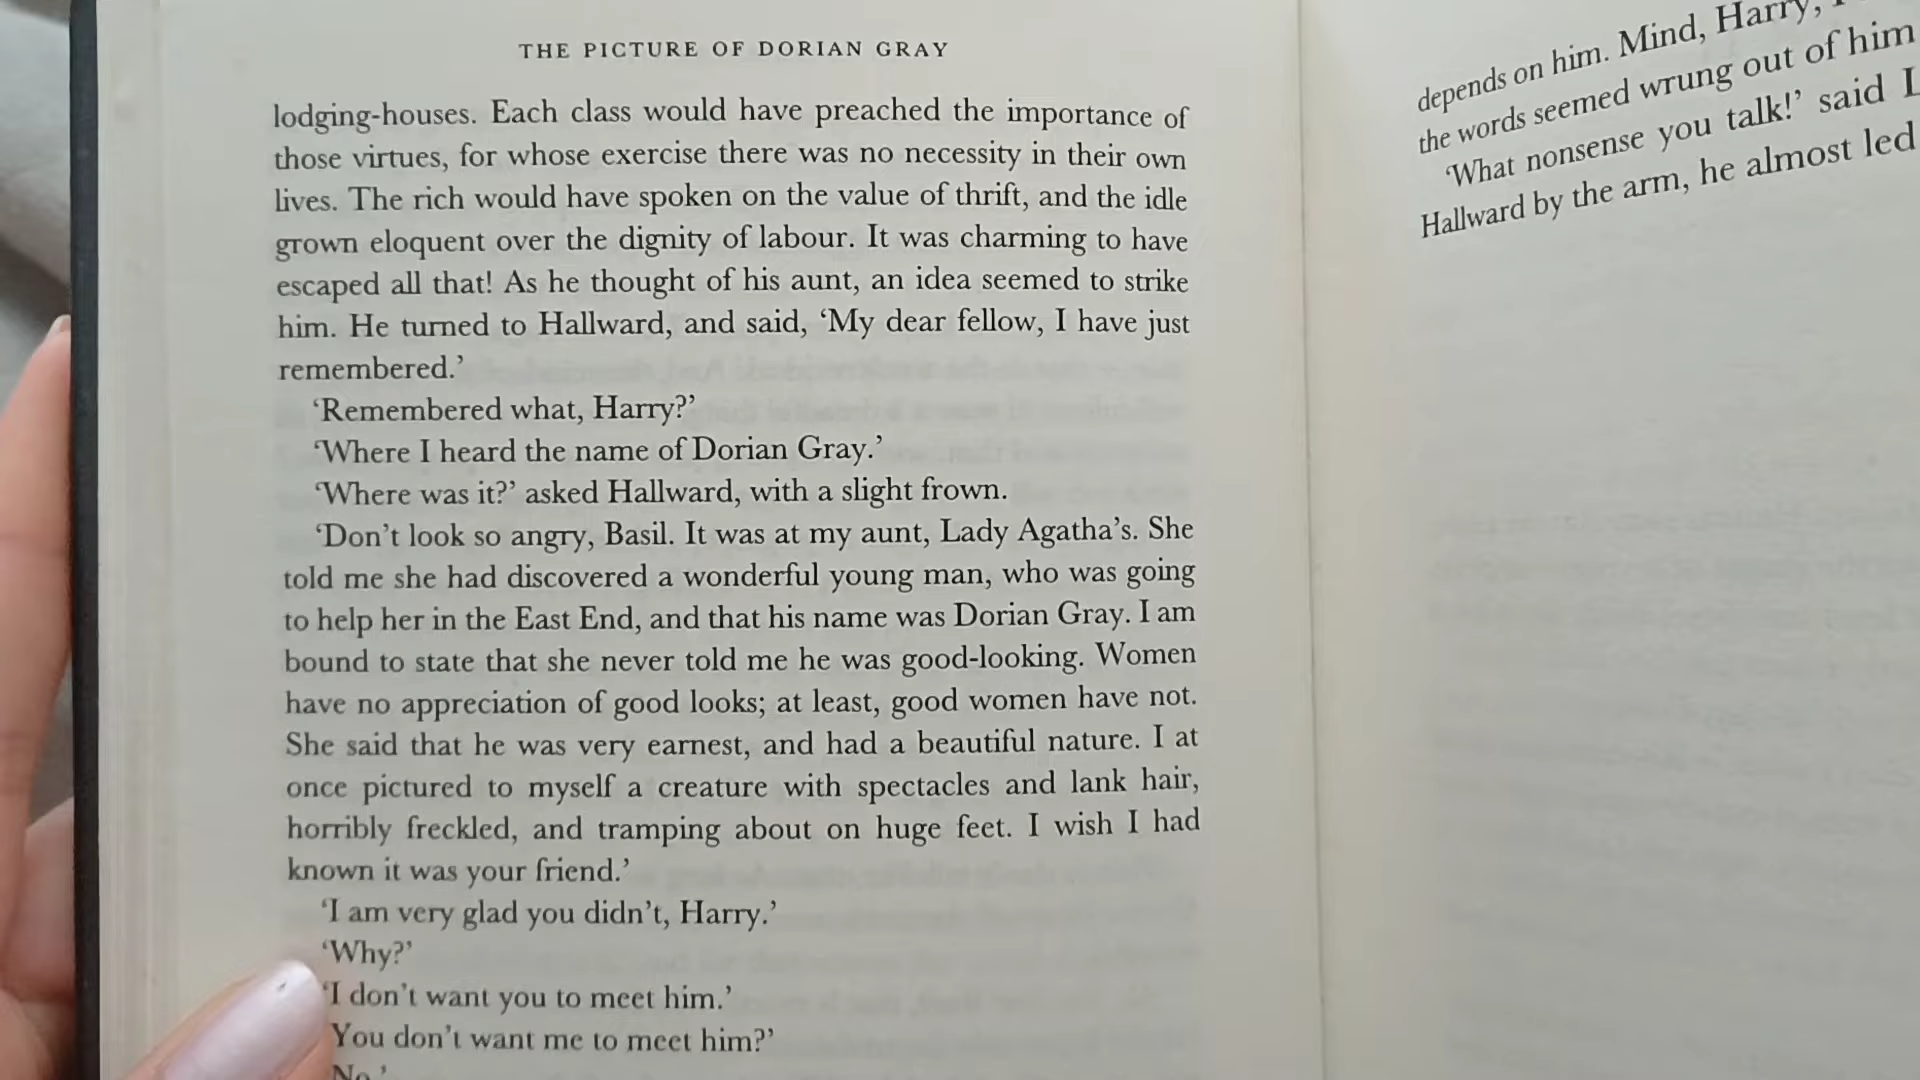 THE PICTURE OF DORIAN GRAY
lodging-houses. Each class would have preached the importance of
those virtues, for whose exercise there was no necessity in their own
lives. The rich would have spoken on the value of thrift, and the idle
grown eloquent over the dignity of labour. It was charming to have
escaped all that! As he thought of his aunt, an idea seemed to strike
him. He turned to Hallward, and said, ‘My dear fellow, I have just
remembered.’
‘Remembered what, Harry?’
‘Where I heard the name of Dorian Gray.’
‘Where was it?’ asked Hallward, with a slight frown.
‘Don’t look so angry, Basil. It was at my aunt, Lady Agatha’s. She
told me she had discovered a wonderful young man, who was going
to help her in the East End, and that his name was Dorian Gray. I am
bound to state that she never told me he was good-looking. Women
have no appreciation of good looks; at least, good women have not.
She said that he was very earnest, and had a beautiful nature. I at
once pictured to myself a creature with spectacles and lank hair,
horribly freckled, and tramping about on huge feet. I wish I had
known it was your friend.’
‘I am very glad you didn’t, Harry.’
‘Why?’
‘I don’t want you to meet him.’
You don’t want me to meet him?’
No.’
depends on him. Mind, Harry,
the words seemed wrung out of him
‘What nonsense you talk!’ said
Hallward by the arm, he almost led